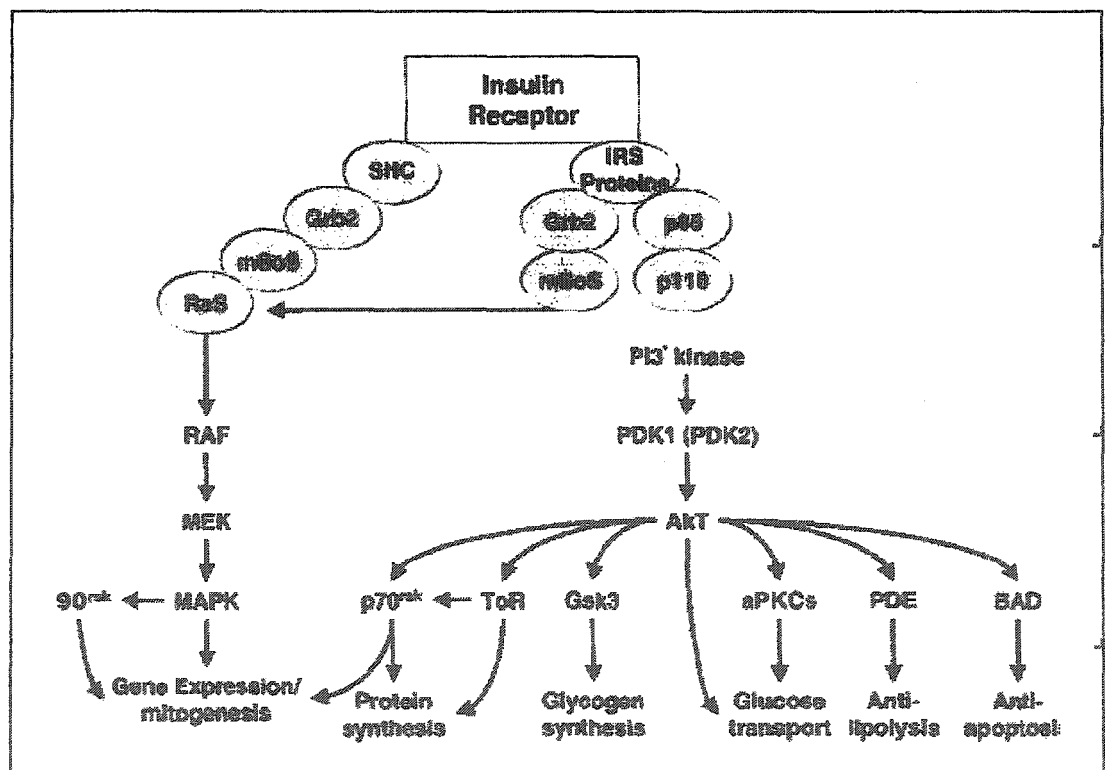 Insulin
Receptor
SHC
IRS
Proteins
Grb2
Grb2
p85
mSoS
mSoS
p110
RaS
PI3' kinase
RAF
PDK1 (PDK2)
MEK
AkT
90rsk
MAPK
p70rsk
ToR
Gsk3
aPKCs
PDE
BAD
Gene Expression/
mitogenesis
Protein
synthesis
Glycogen
synthesis
Glucose
transport
Anti-
lipolysis
Anti-
apoptosi